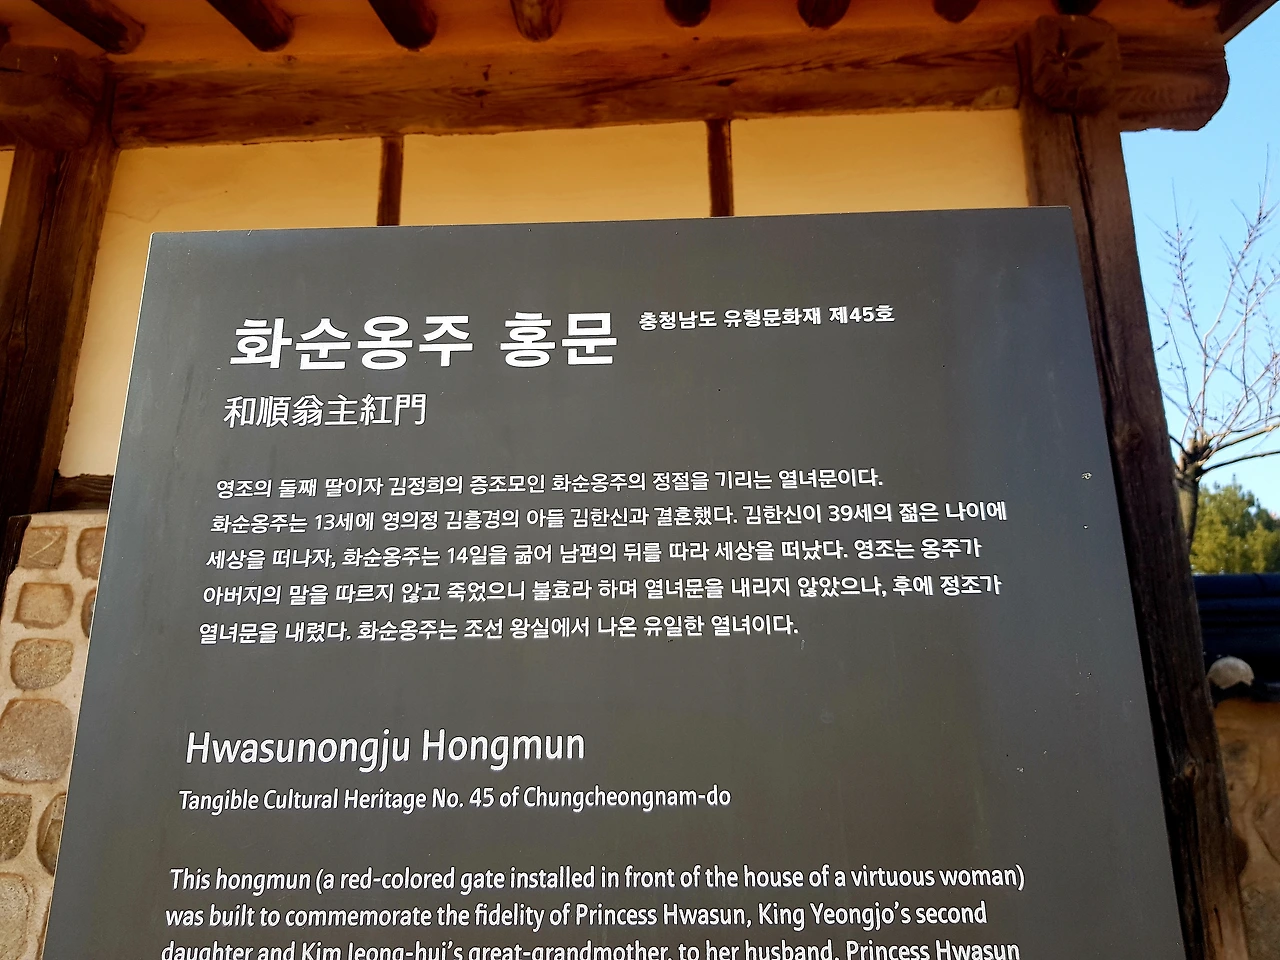 화순옹주 홍문 충청남도 유형문화재 제45호
和順翁主紅門
영조의 둘째 딸이자 김정희의 증조모인 화순옹주의 정절을 기리는 열녀문이다.
화순옹주는 13세에 영의정 김흥경의 아들 김한신과 결혼했다. 김한신이 39세의 젊은 나이에
세상을 떠나자, 화순옹주는 14일을 굶어 남편의 뒤를 따라 세상을 떠났다. 영조는 옹주가
아버지의 말을 따르지 않고 죽었으니 불효라 하며 열녀문을 내리지 않았으나, 후에 정조가
열녀문을 내렸다. 화순옹주는 조선 왕실에서 나온 유일한 열녀이다.
Hwasunongju Hongmun
Tangible Cultural Heritage No. 45 of Chungcheongnam-do
This hongmun (a red-colored gate installed in front of the house of a virtuous woman)
was built to commemorate the fidelity of Princess Hwasun, King Yeongjo's second
daughter and Kim Jeong-hui's great-grandmother, to her husband. Princess Hwasun